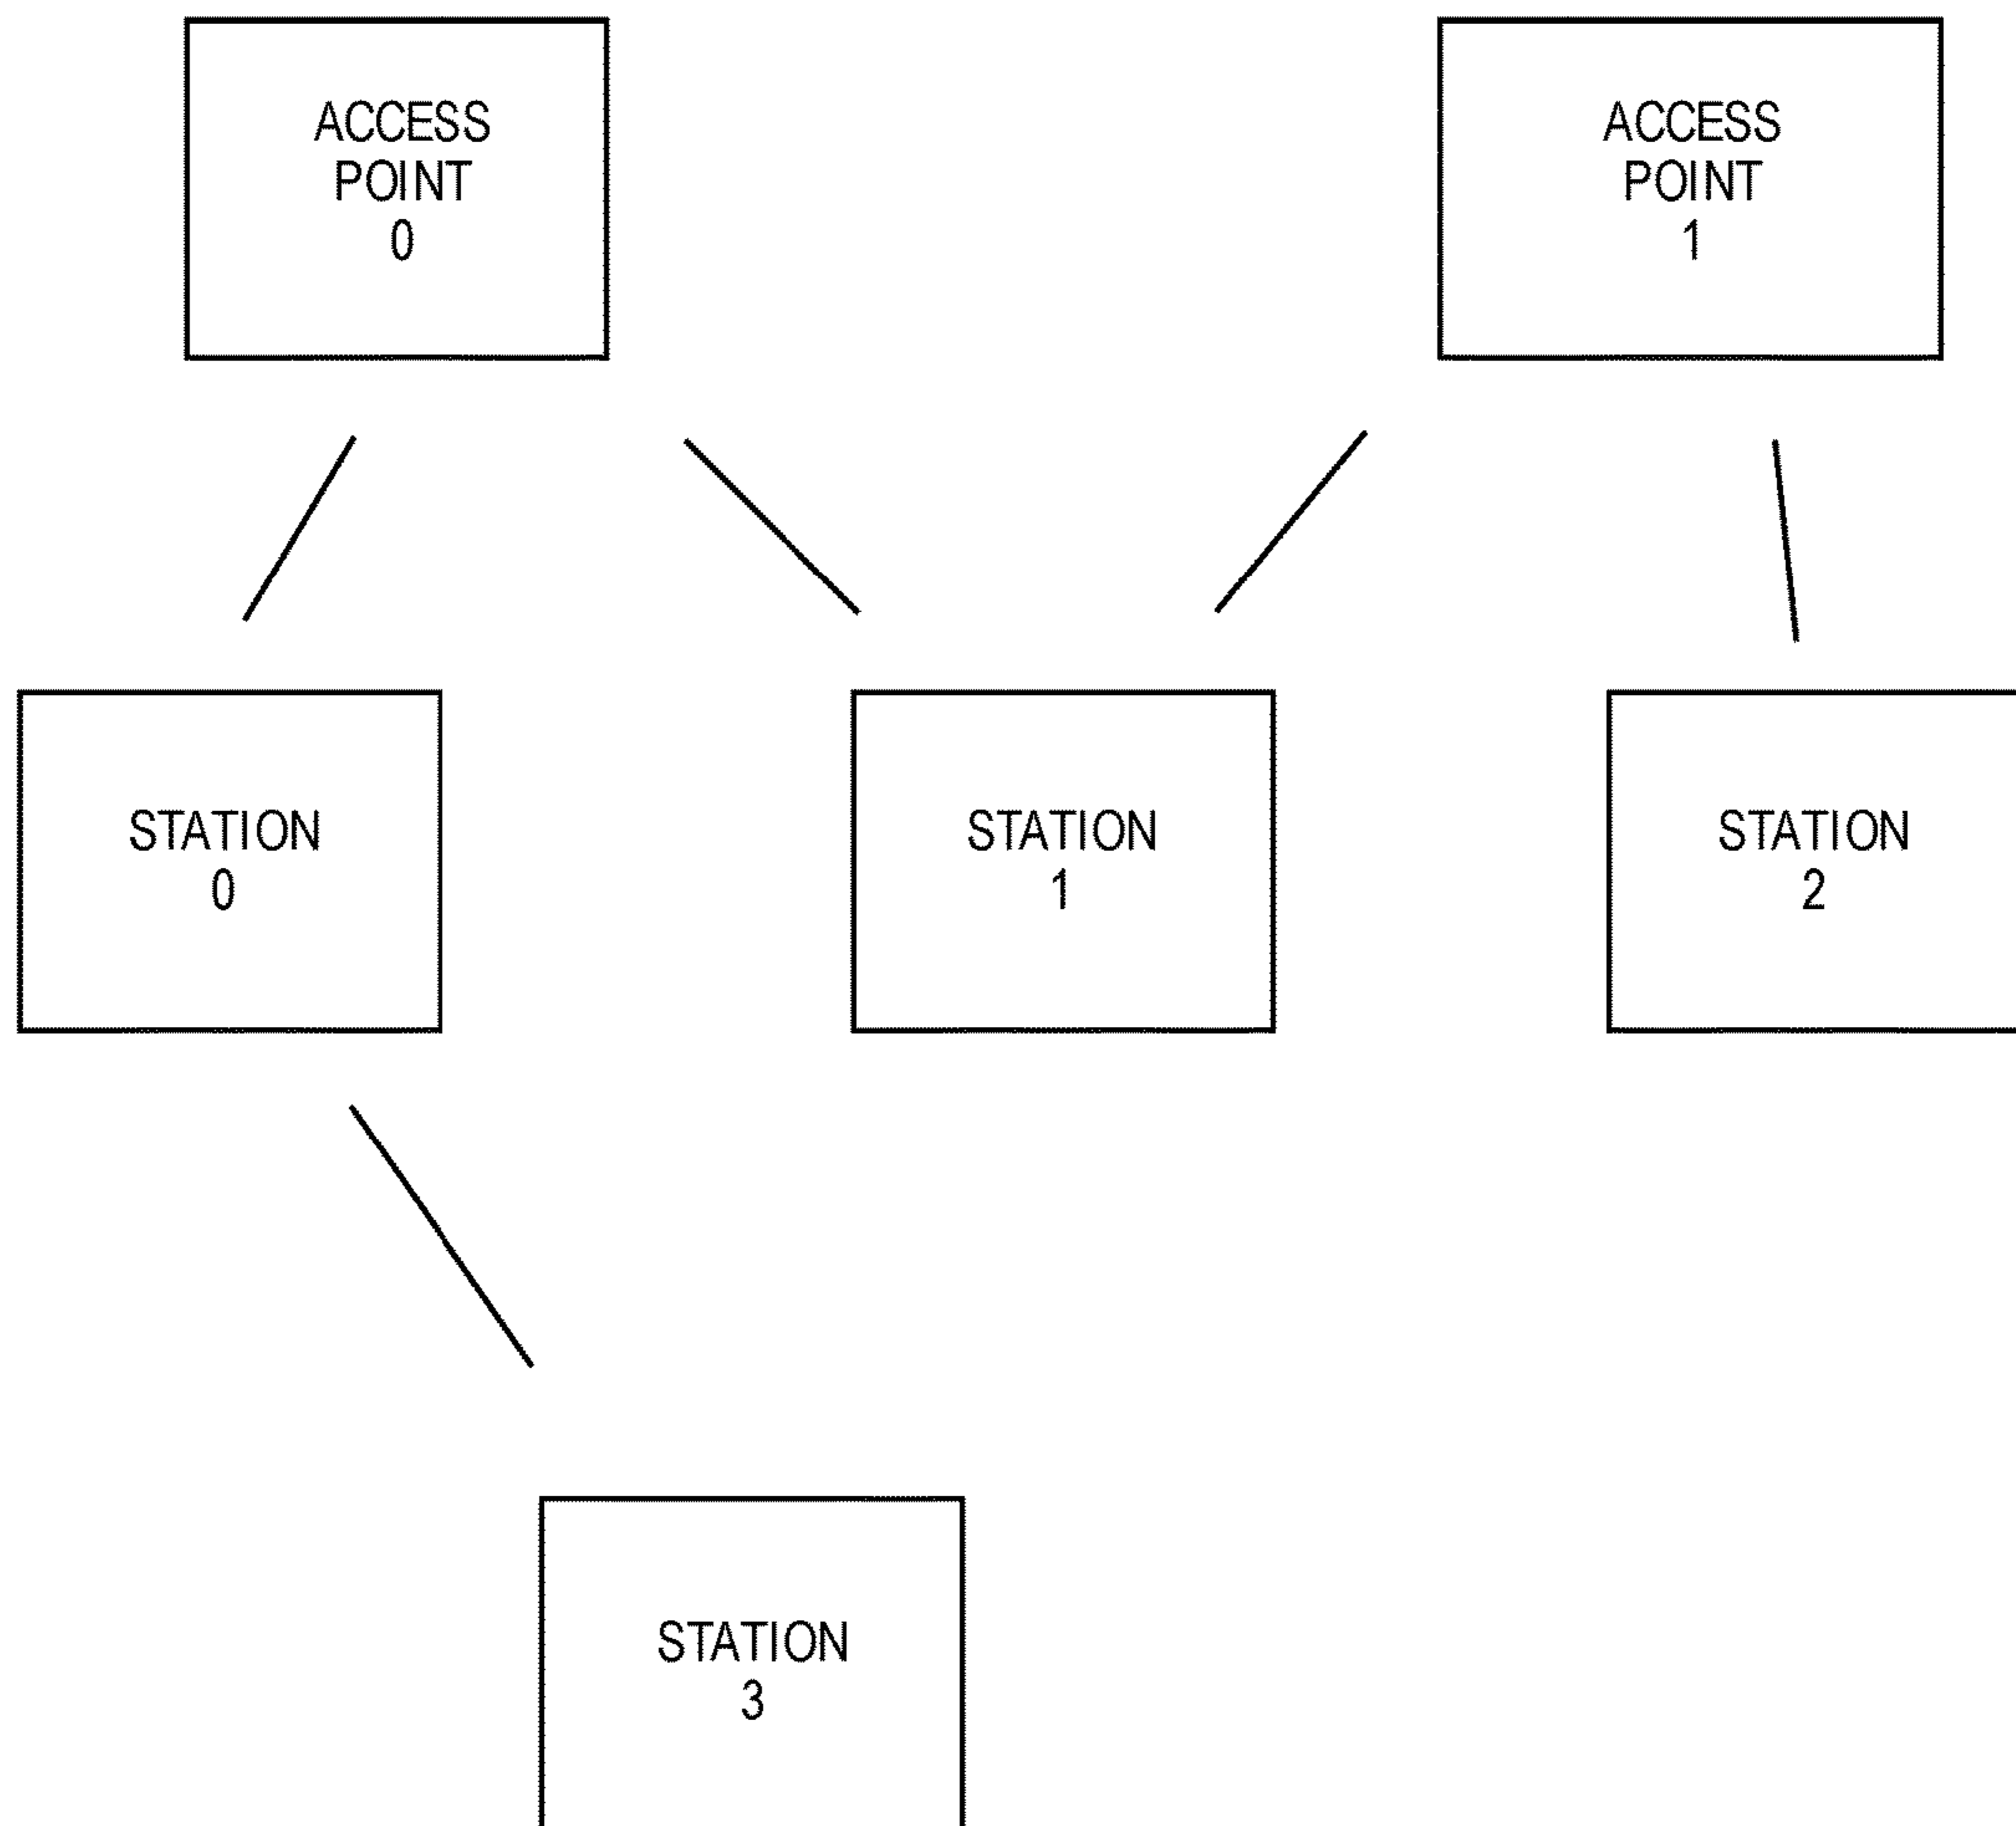 ACCESS
POINT
0
ACCESS
POINT
1
STATION
0
STATION
1
STATION
2
STATION
3